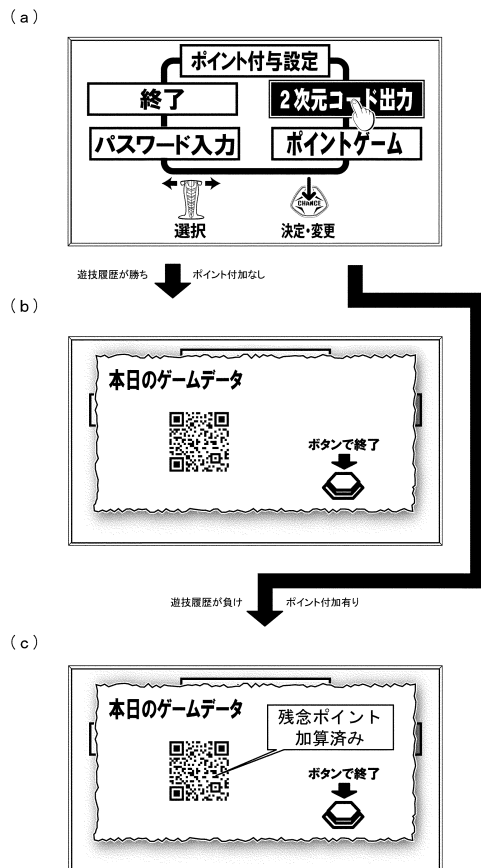 (a)
ポイント付与設定
終了
2次元コード出力
パスワード入力
ポイントゲーム
CHANCE
選択
決定・変更
遊技履歴が勝ち
ポイント付加なし
(b)
本日のゲームデータ
ボタンで終了
遊技履歴が負け
ポイント付加有り
(c)
本日のゲームデータ
残念ポイント
加算済み
ボタンで終了